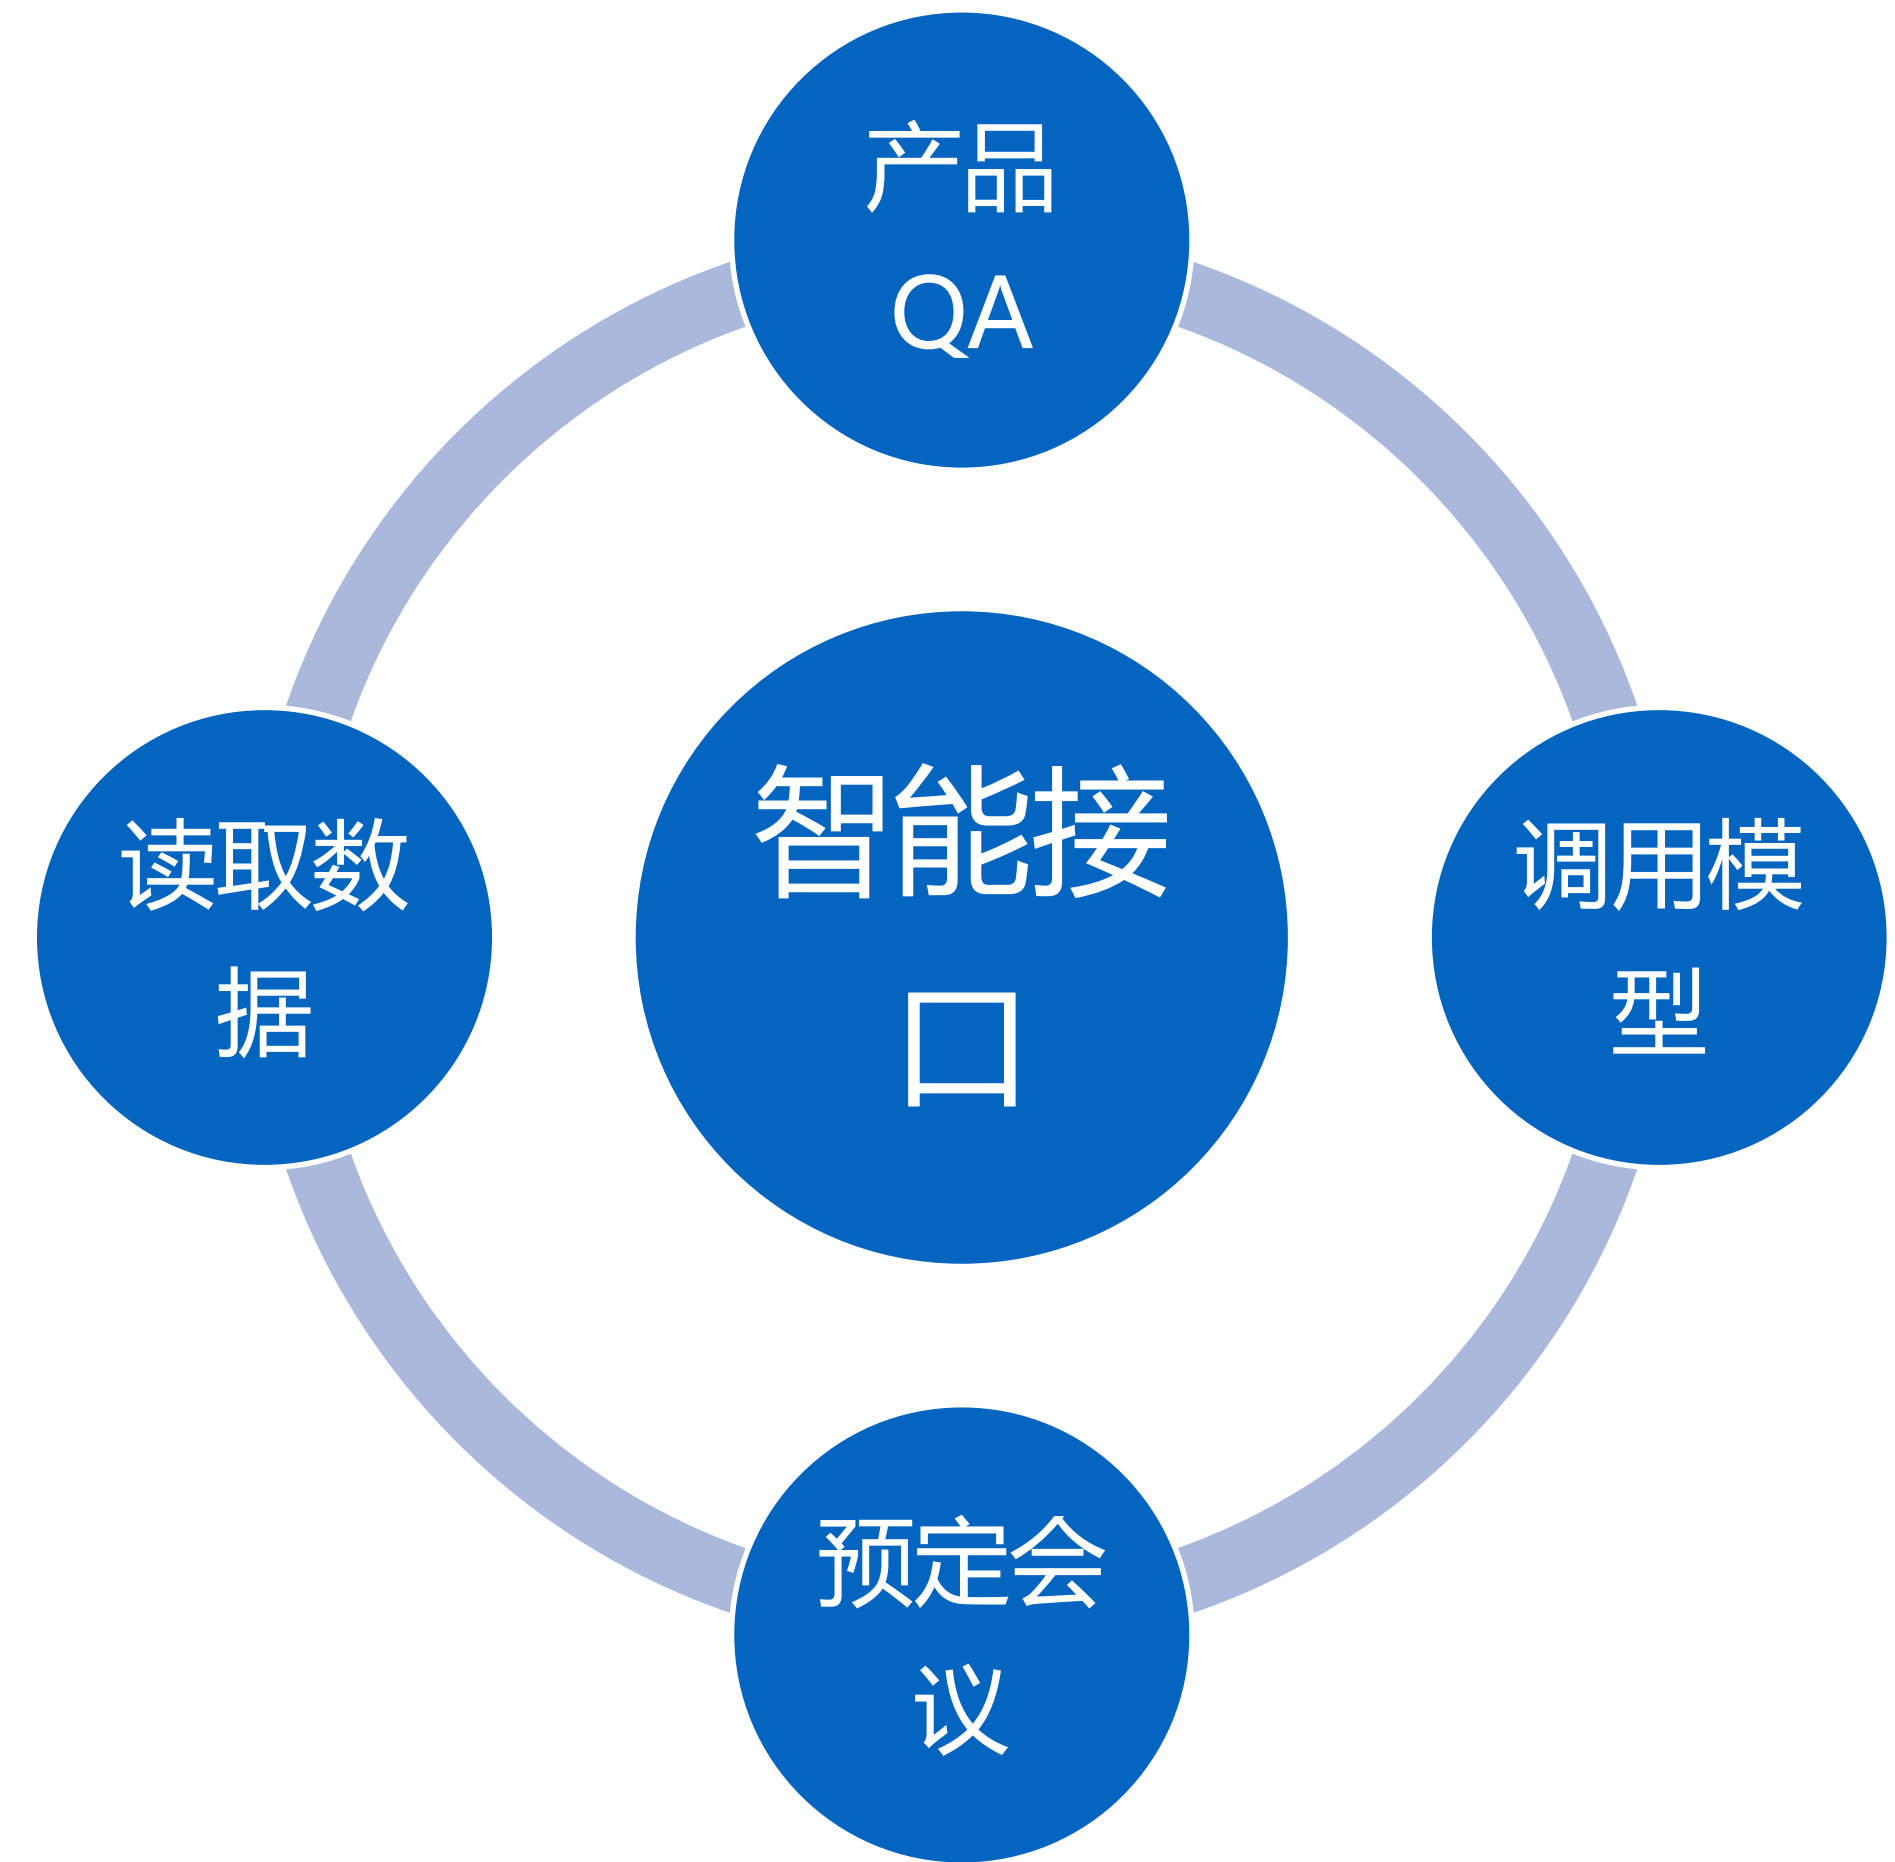 产品
QA
智能接
口
读取数
据
调用模
型
预定会
议